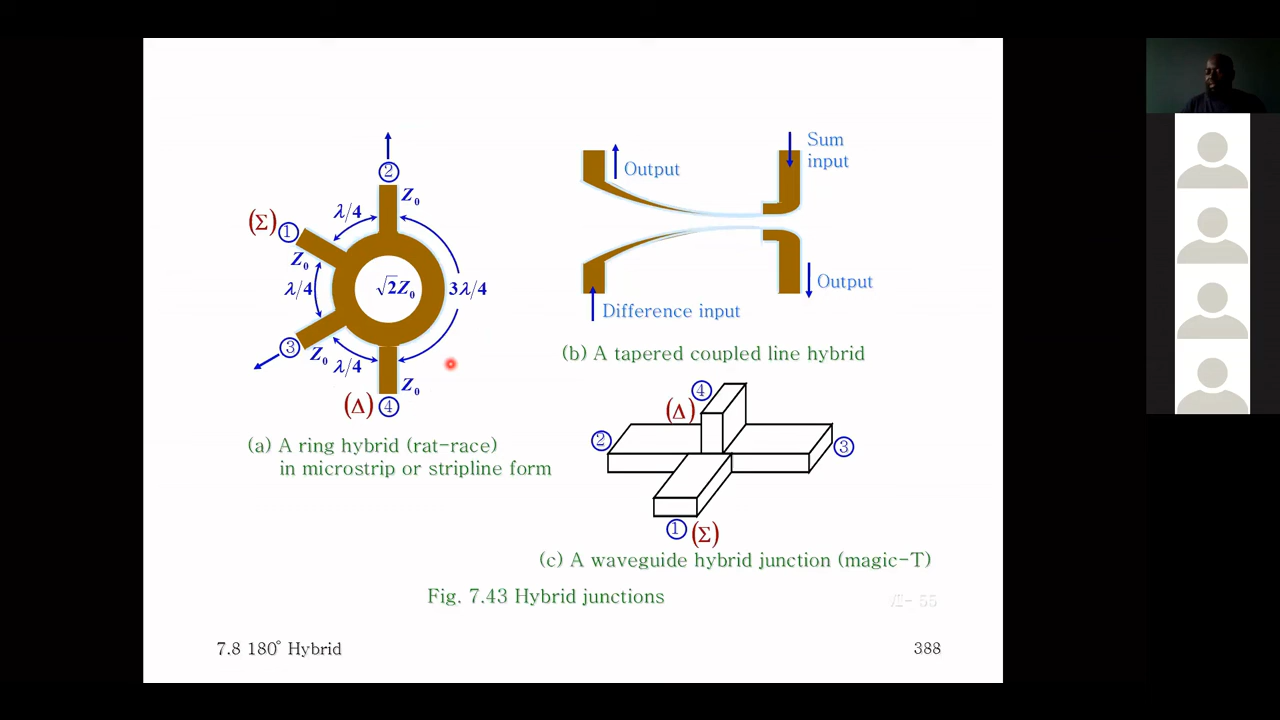 ②
Z₀
λ/4
(Σ) ①
Z₀
λ/4
√2Z₀
3λ/4
③
Z₀
λ/4
Z₀
(Δ) ④
(a) A ring hybrid (rat-race)
in microstrip or stripline form
Output
Sum
input
Difference input
Output
(b) A tapered coupled line hybrid
④
(Δ)
②
③
① (Σ)
(c) A waveguide hybrid junction (magic-T)
Fig. 7.43 Hybrid junctions
55
7.8 180° Hybrid
388